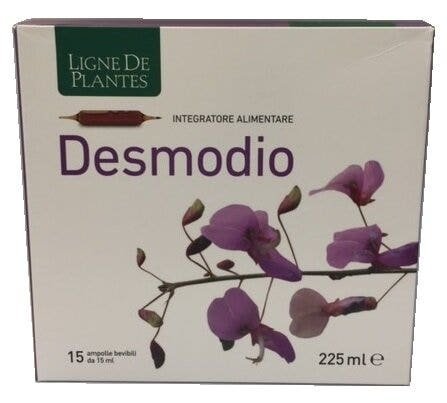 LIGNE DE
PLANTES
INTEGRATORE ALIMENTARE
Desmodio
15 ampolle bevibili
da 15 ml
225 ml ℮